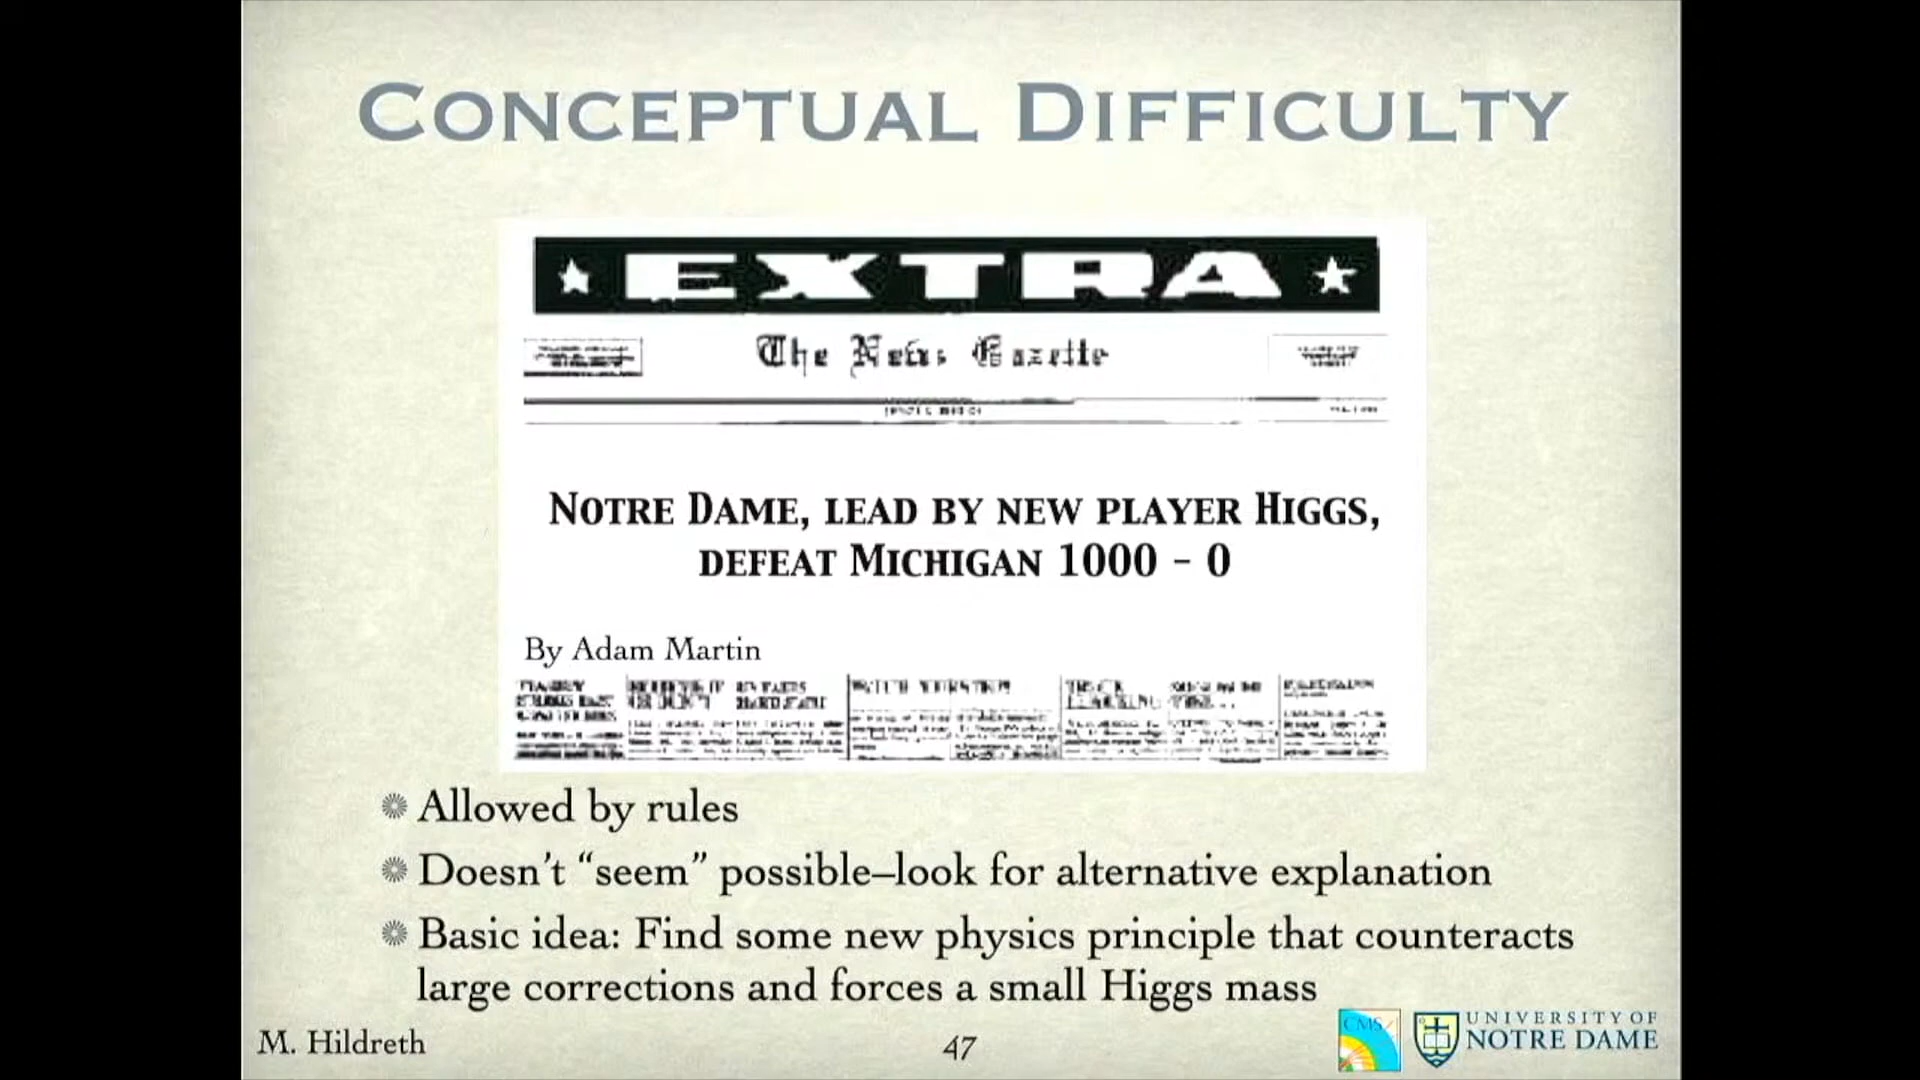 CONCEPTUAL DIFFICULTY
EXTRA
The News Gazette
NOTRE DAME, LEAD BY NEW PLAYER HIGGS,
DEFEAT MICHIGAN 1000 - 0
By Adam Martin
Allowed by rules
Doesn't “seem” possible–look for alternative explanation
Basic idea: Find some new physics principle that counteracts
large corrections and forces a small Higgs mass
M. Hildreth
47
CMS
UNIVERSITY OF
NOTRE DAME